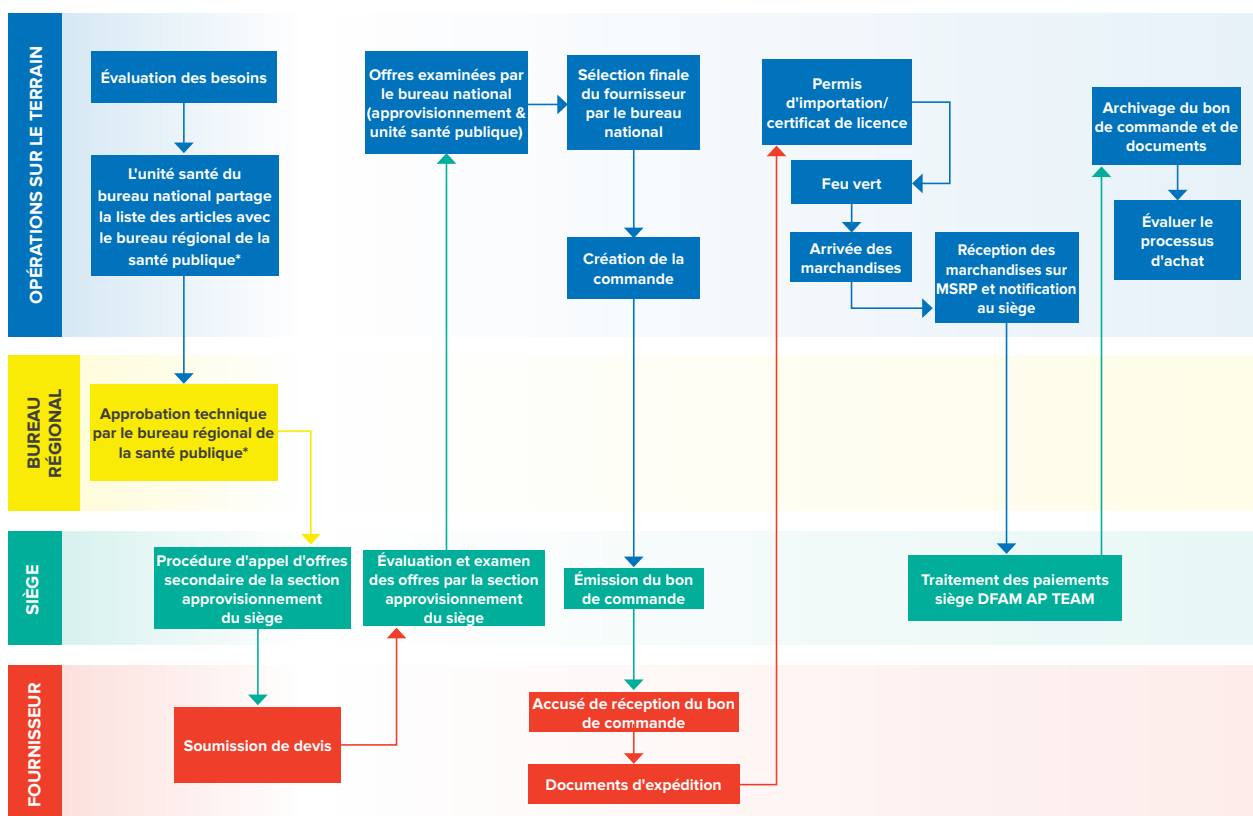 OPÉRATIONS SUR LE TERRAIN
Évaluation des besoins
L'unité santé du
bureau national partage
la liste des articles avec
le bureau régional de la
santé publique*
Offres examinées par
le bureau national
(approvisionnement &
unité santé publique)
Sélection finale
du fournisseur
par le bureau
national
Création de la
commande
Permis
d'importation/
certificat de licence
Feu vert
Arrivée des
marchandises
Réception des
marchandises sur
MSRP et notification
au siège
Archivage du bon
de commande et de
documents
Évaluer le
processus
d'achat
BUREAU
RÉGIONAL
Approbation technique
par le bureau régional de
la santé publique*
SIÈGE
Procédure d'appel d'offres
secondaire de la section
approvisionnement
du siège
Évaluation et examen
des offres par la section
approvisionnement
du siège
Émission du bon
de commande
Traitement des paiements
siège DFAM AP TEAM
FOURNISSEUR
Soumission de devis
Accusé de réception du bon
de commande
Documents d'expédition